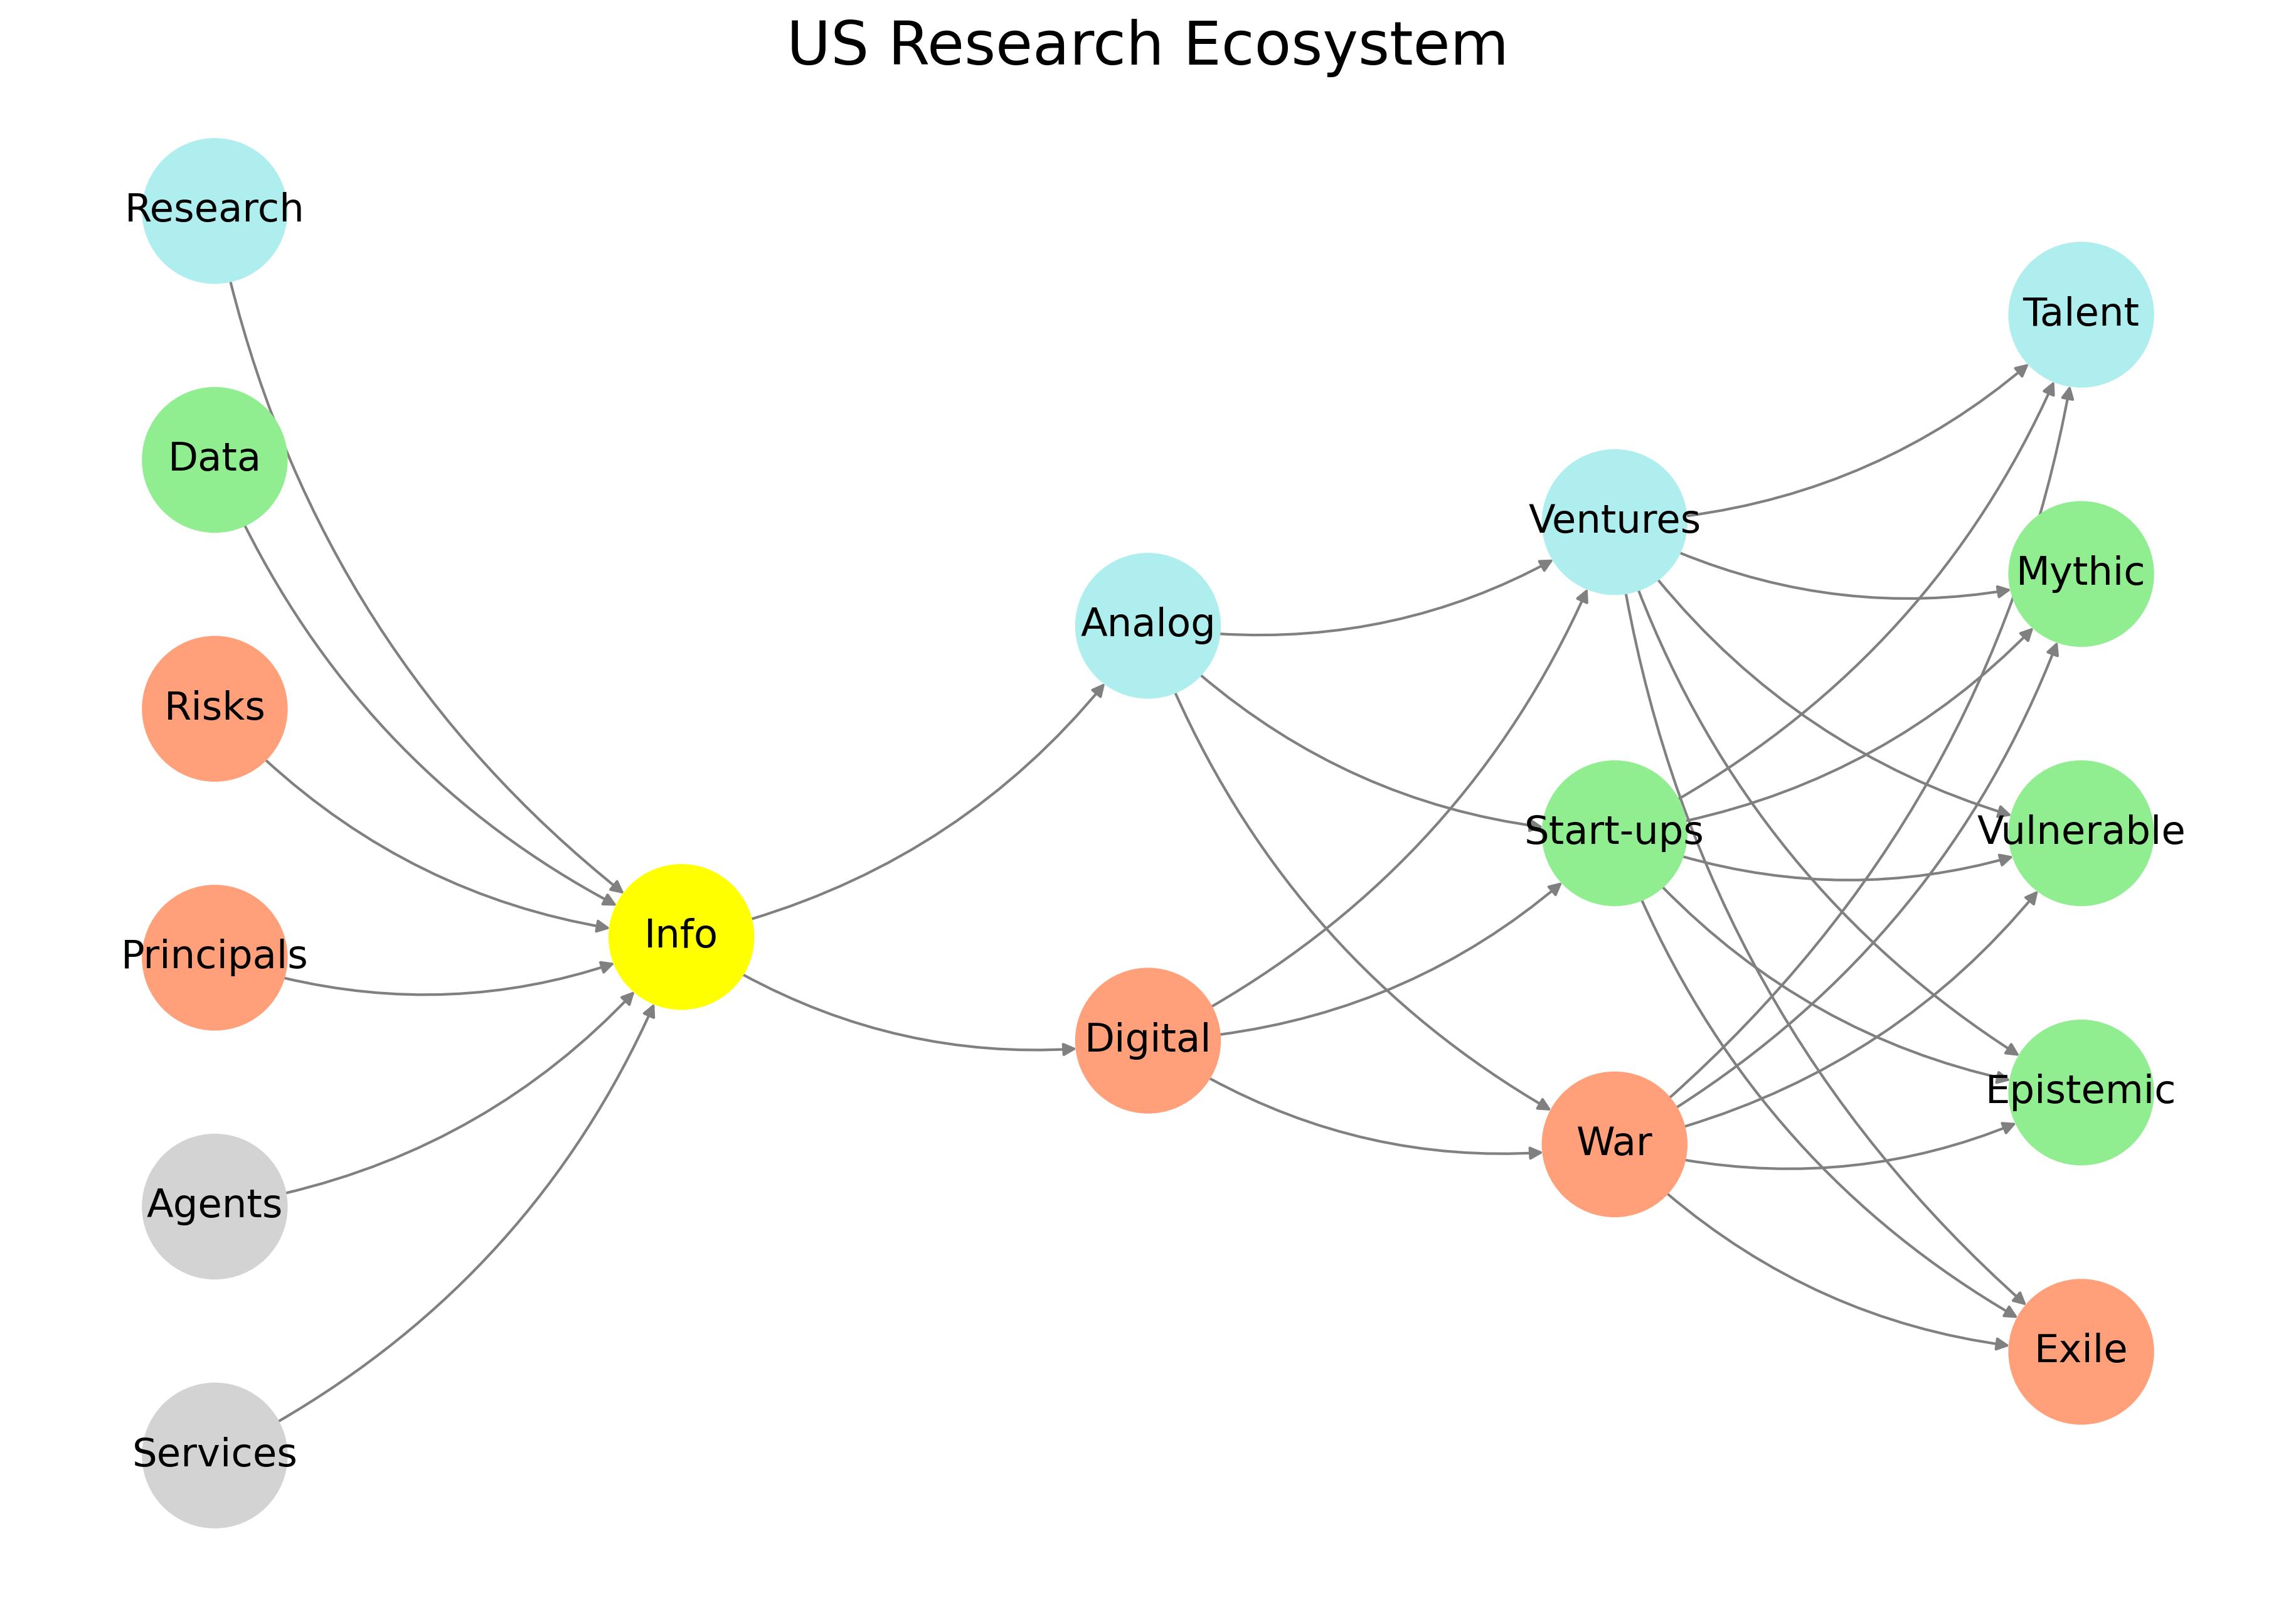 US Research Ecosystem
Research
Data
Risks
Principals
Agents
Services
Info
Analog
Digital
Ventures
Start-ups
War
Talent
Mythic
Vulnerable
Epistemic
Exile